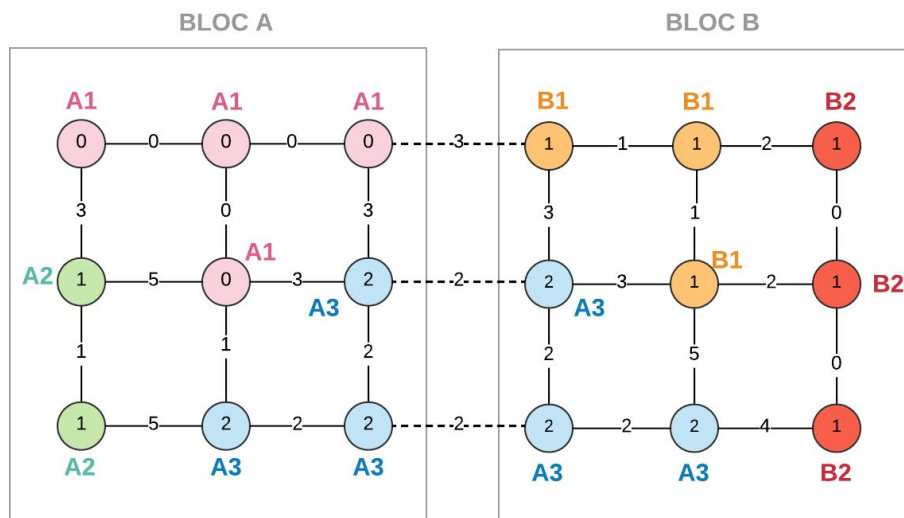 BLOC A BLOC B
A1 A1 A1 B1 B1 B2
0 0 0 0 0 3 1 1 1 2 1
3 0 3 3 1 0
A1 B1
A2 1 5 0 3 2 2 2 3 1 2 1 B2
A3 A3
1 1 2 2 5 0
1 5 2 2 2 2 2 2 2 4 1
A2 A3 A3 A3 A3 B2